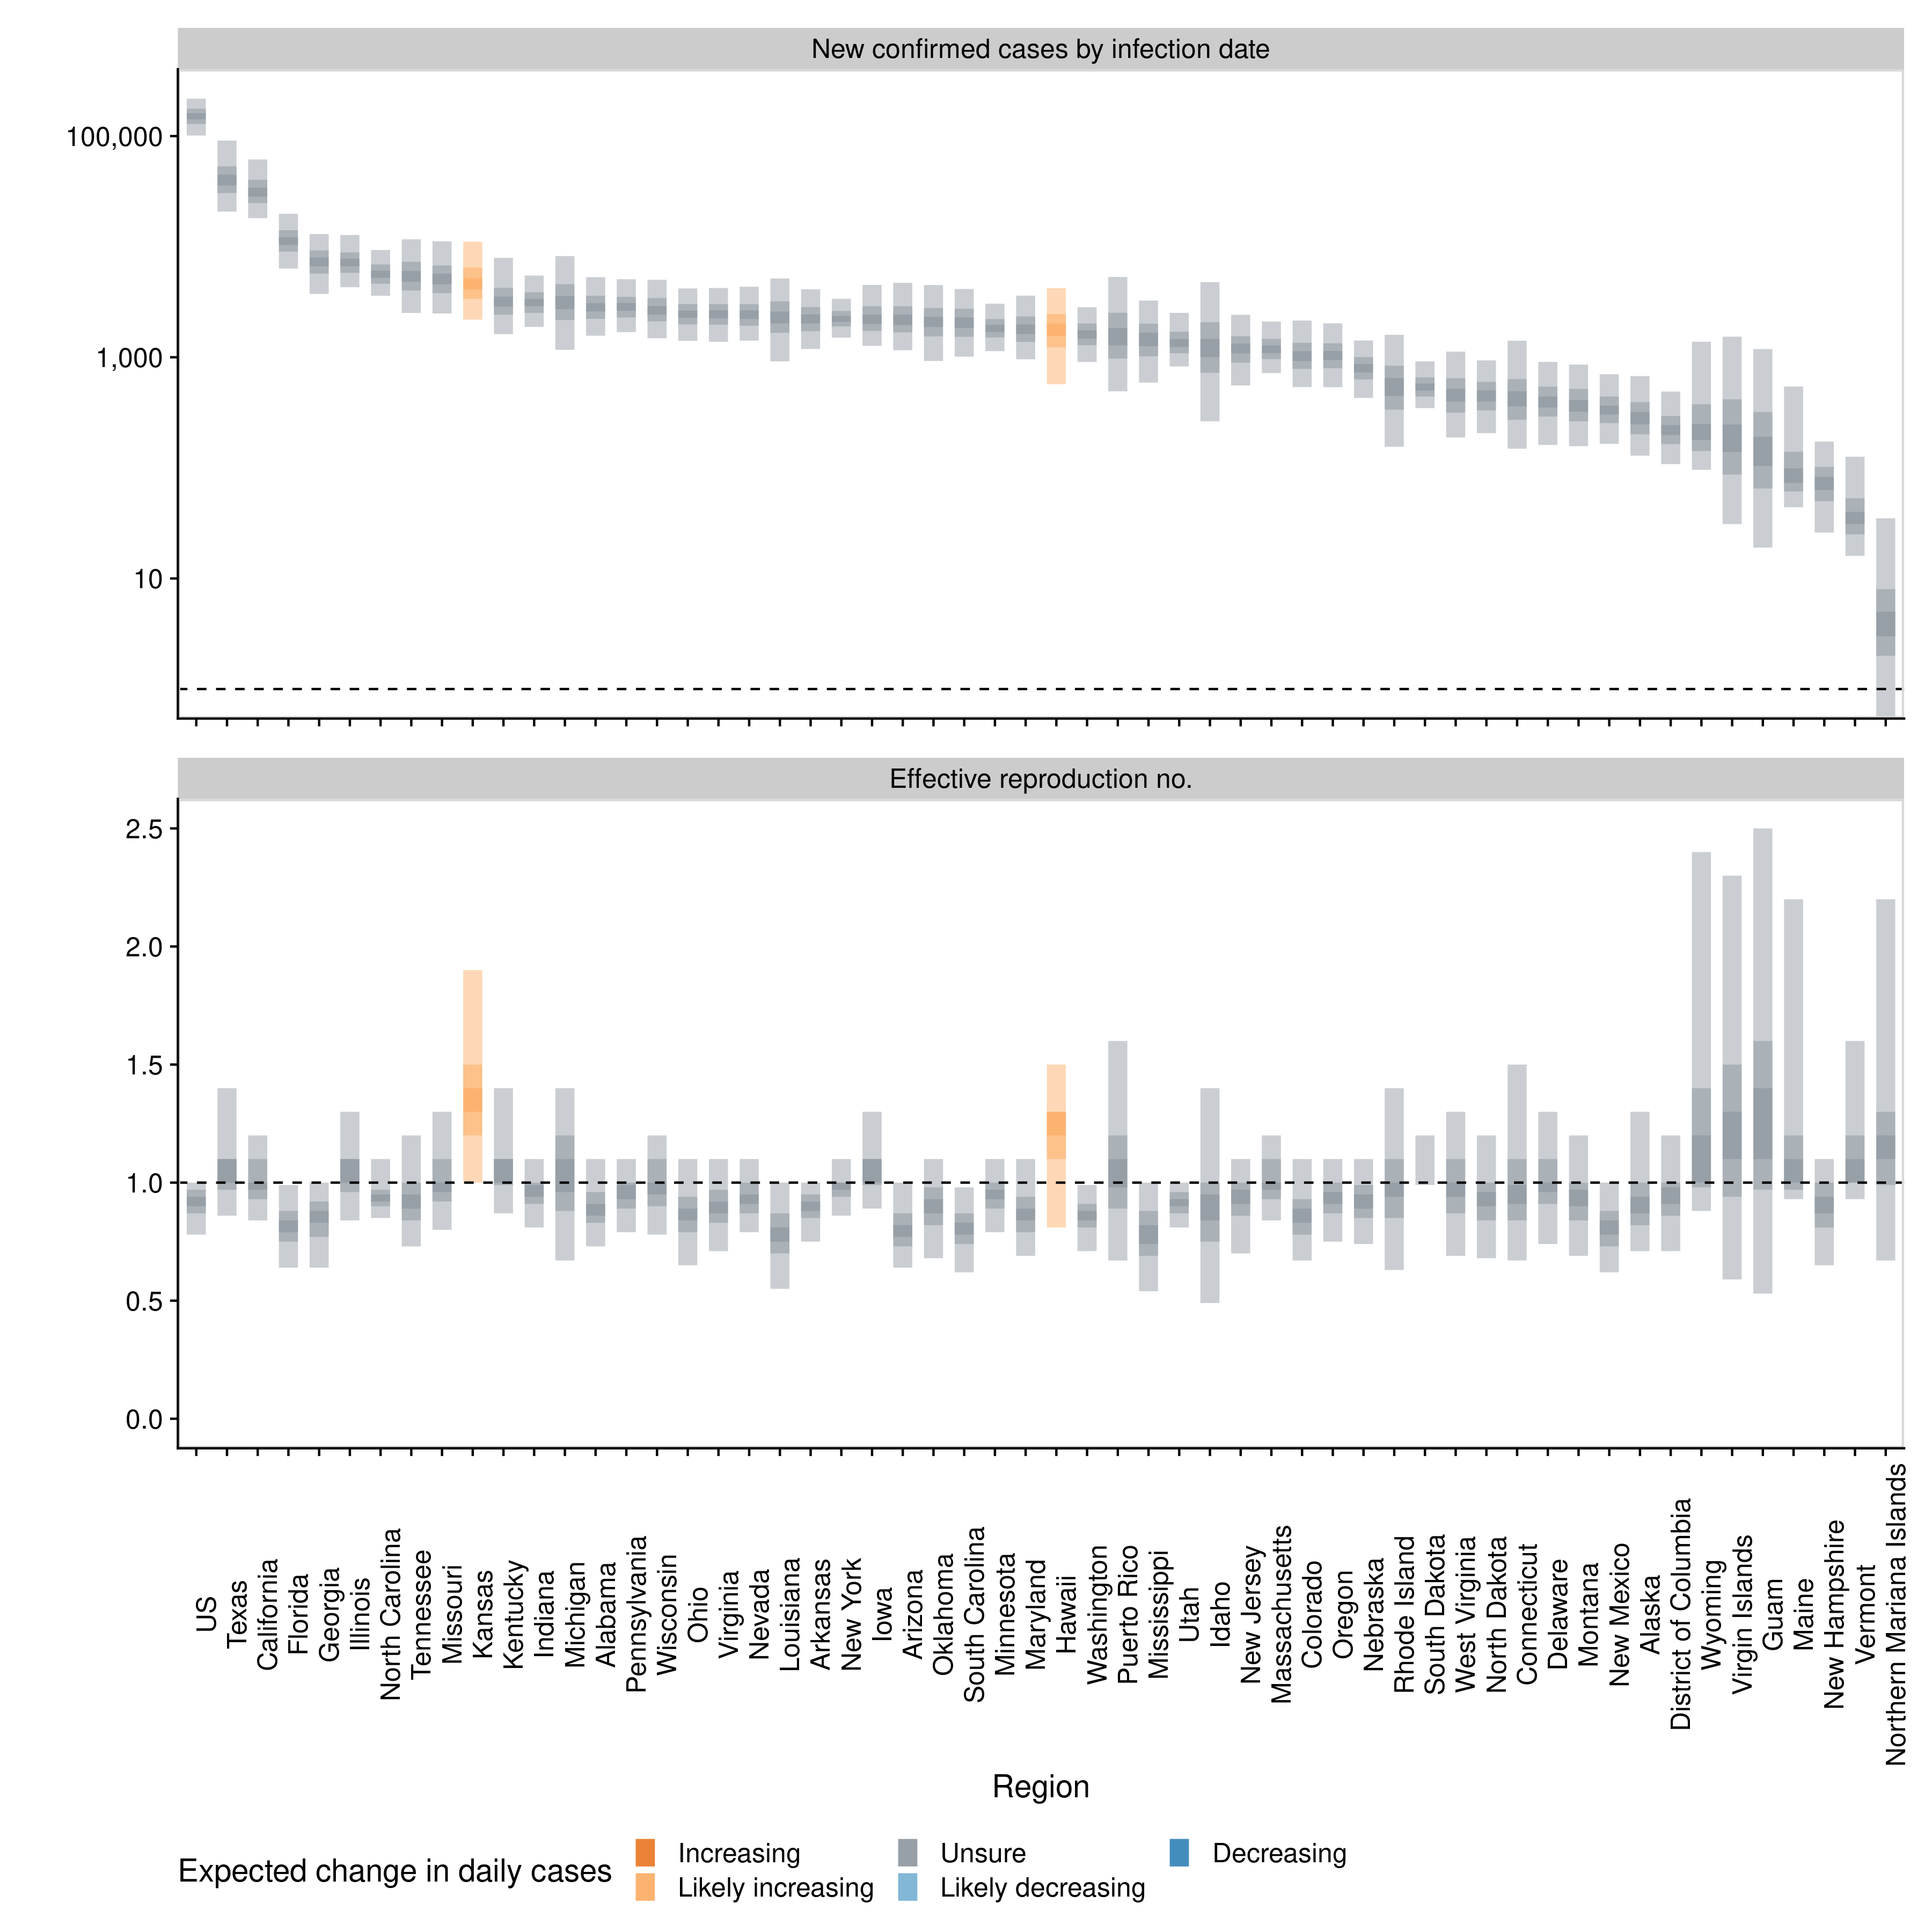 New confirmed cases by infection date
100,000
1,000
10
Effective reproduction no.
2.5
2.0
1.5
1.0
0.5
0.0
US
Texas
California
Florida
Georgia
Illinois
North Carolina
Tennessee
Missouri
Kansas
Kentucky
Indiana
Michigan
Alabama
Pennsylvania
Wisconsin
Ohio
Virginia
Nevada
Louisiana
Arkansas
New York
Iowa
Arizona
Oklahoma
South Carolina
Minnesota
Maryland
Hawaii
Washington
Puerto Rico
Mississippi
Utah
Idaho
New Jersey
Massachusetts
Colorado
Oregon
Nebraska
Rhode Island
South Dakota
West Virginia
North Dakota
Connecticut
Delaware
Montana
New Mexico
Alaska
District of Columbia
Wyoming
Virgin Islands
Guam
Maine
New Hampshire
Vermont
Northern Mariana Islands
Region
Expected change in daily cases
Increasing
Unsure
Decreasing
Likely increasing
Likely decreasing